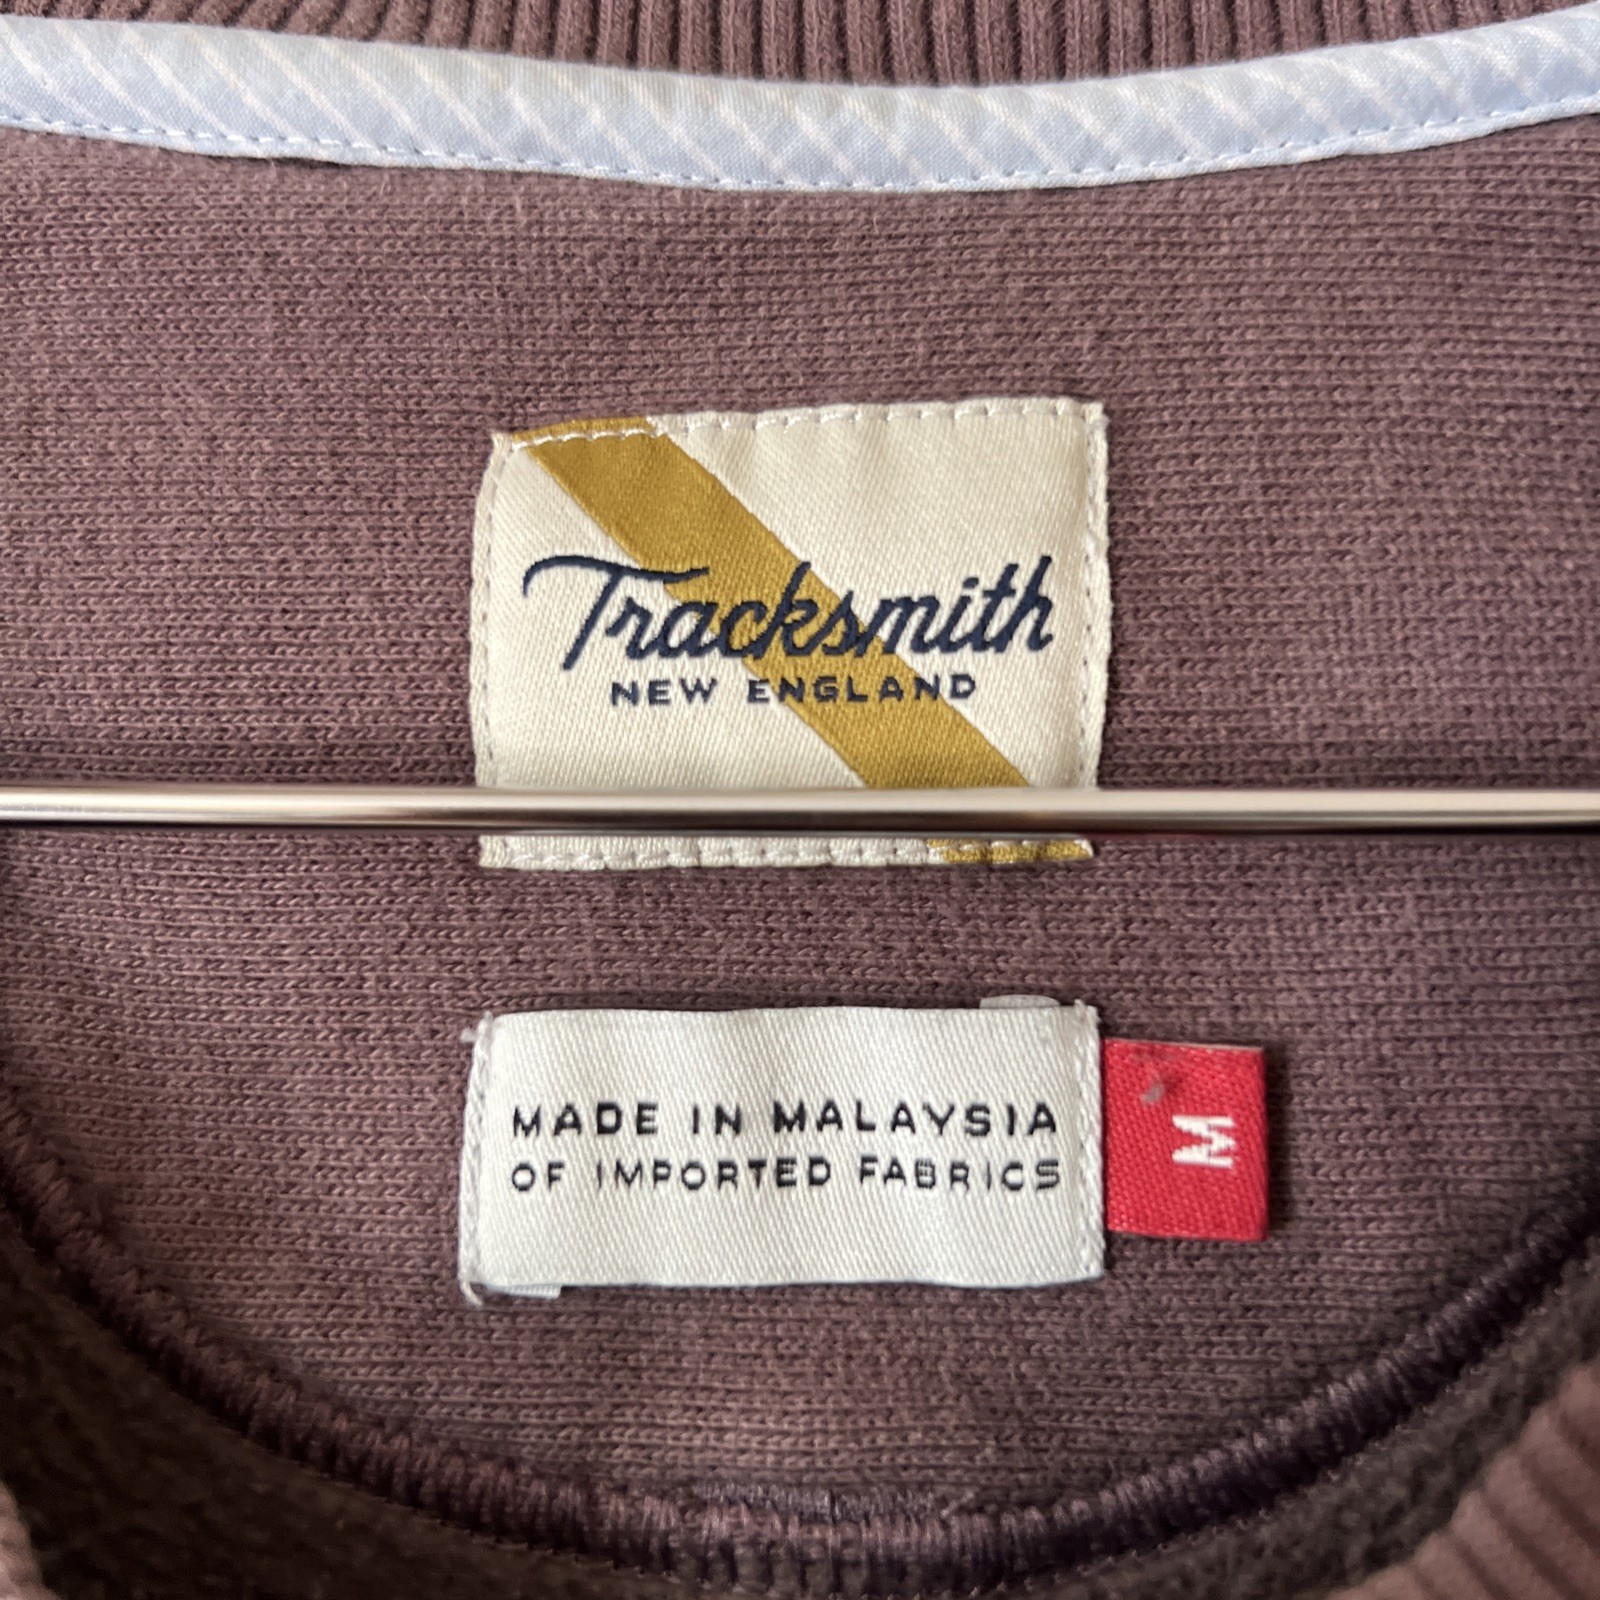 Tracksmith
NEW ENGLAND
MADE IN MALAYSIA
OF IMPORTED FABRICS
M